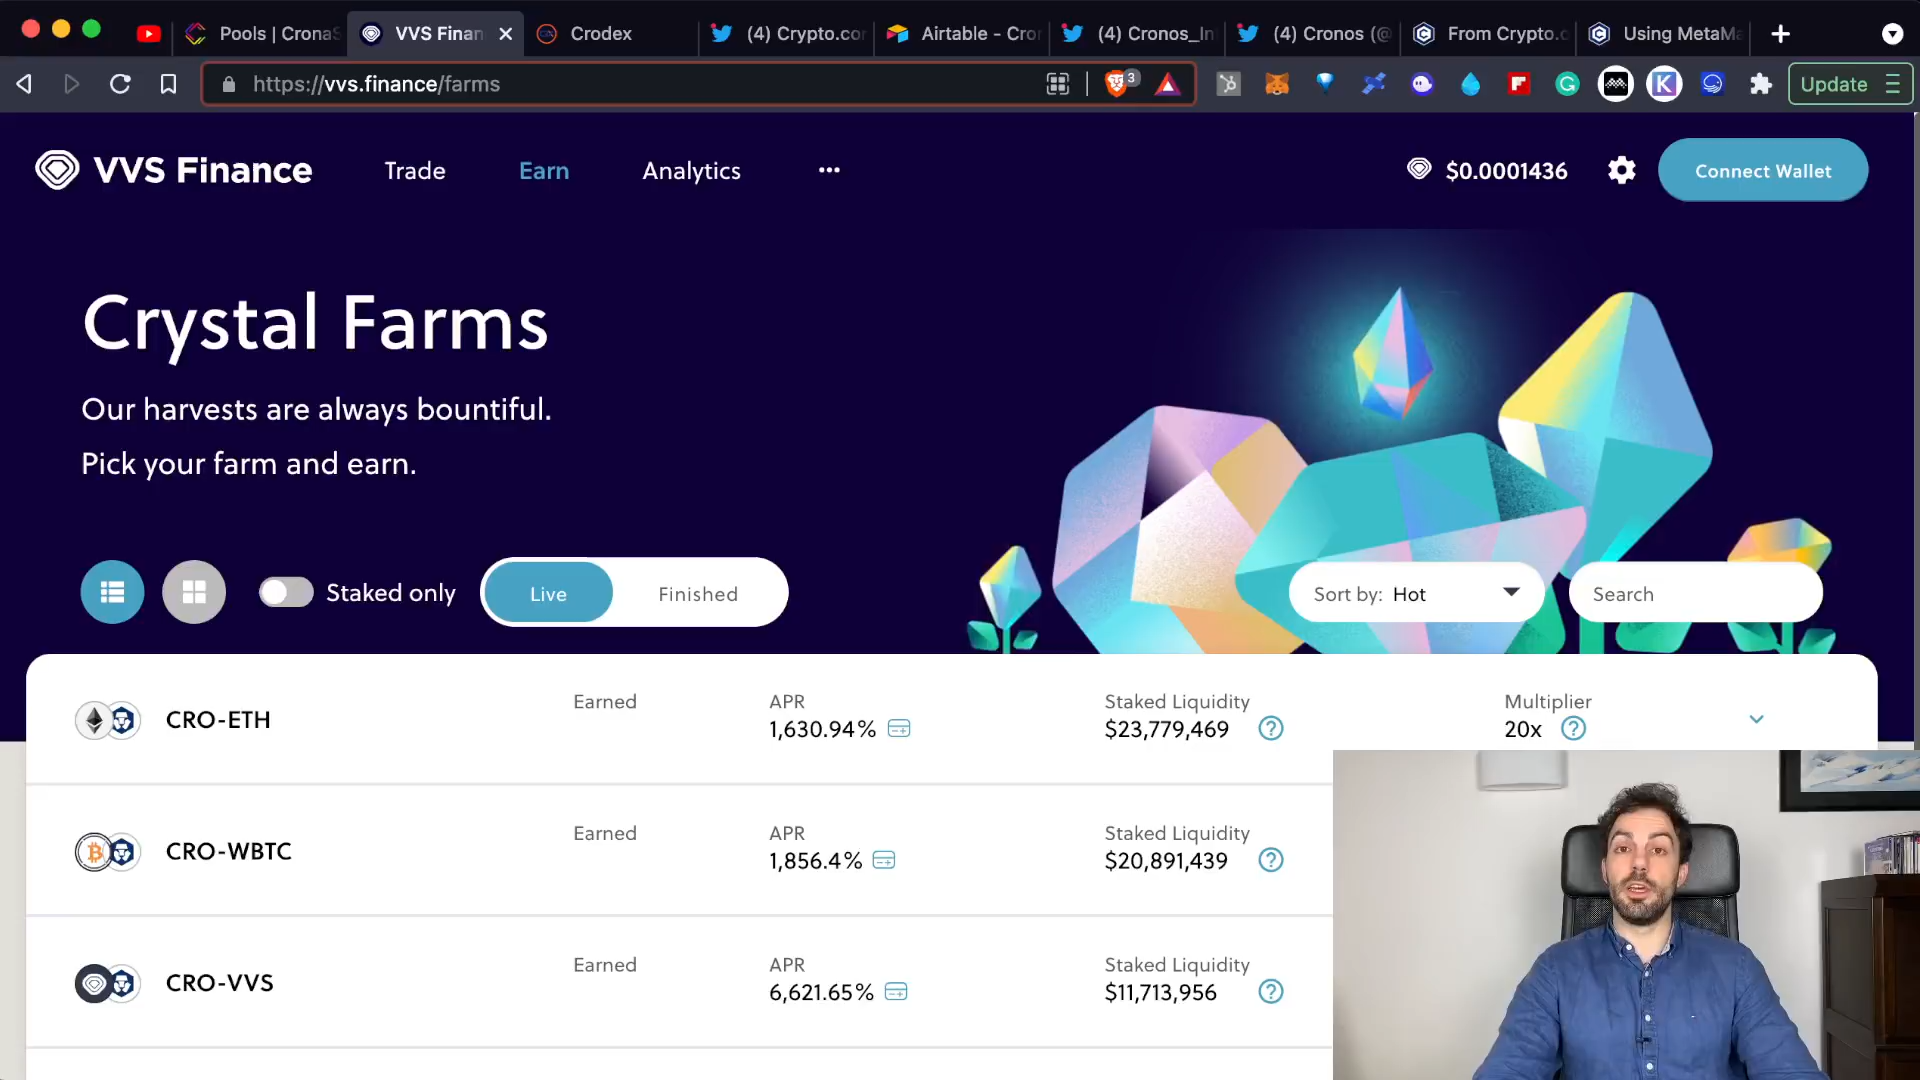 Pools | CronaS
VVS Finan
Crodex
(4) Crypto.cor
Airtable - Cro
(4) Cronos_In
(4) Cronos (@
From Crypto.c
Using MetaMa
https://vvs.finance/farms
3
Update
VVS Finance
Trade
Earn
Analytics
$0.0001436
Connect Wallet
Crystal Farms
Our harvests are always bountiful.
Pick your farm and earn.
Staked only
Live
Finished
Sort by: Hot
Search
CRO-ETH
Earned
APR
1,630.94%
Staked Liquidity
$23,779,469
Multiplier
20x
CRO-WBTC
Earned
APR
1,856.4%
Staked Liquidity
$20,891,439
CRO-VVS
Earned
APR
6,621.65%
Staked Liquidity
$11,713,956